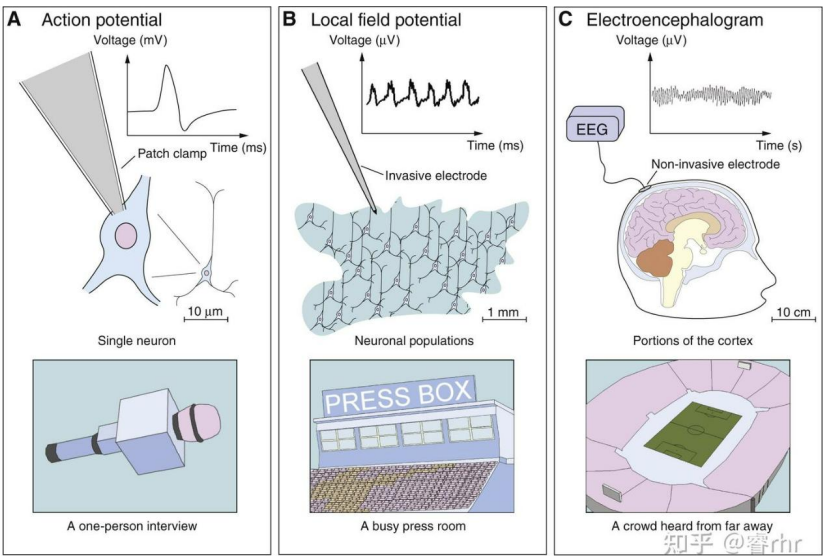 A Action potential
Voltage (mV)
Time (ms)
Patch clamp
10 μm
Single neuron
A one-person interview
B Local field potential
Voltage (μV)
Time (ms)
Invasive electrode
1 mm
Neuronal populations
PRESS BOX
A busy press room
C Electroencephalogram
Voltage (μV)
EEG
Time (s)
Non-invasive electrode
10 cm
Portions of the cortex
A crowd heard from far away
知乎 @睿rhr